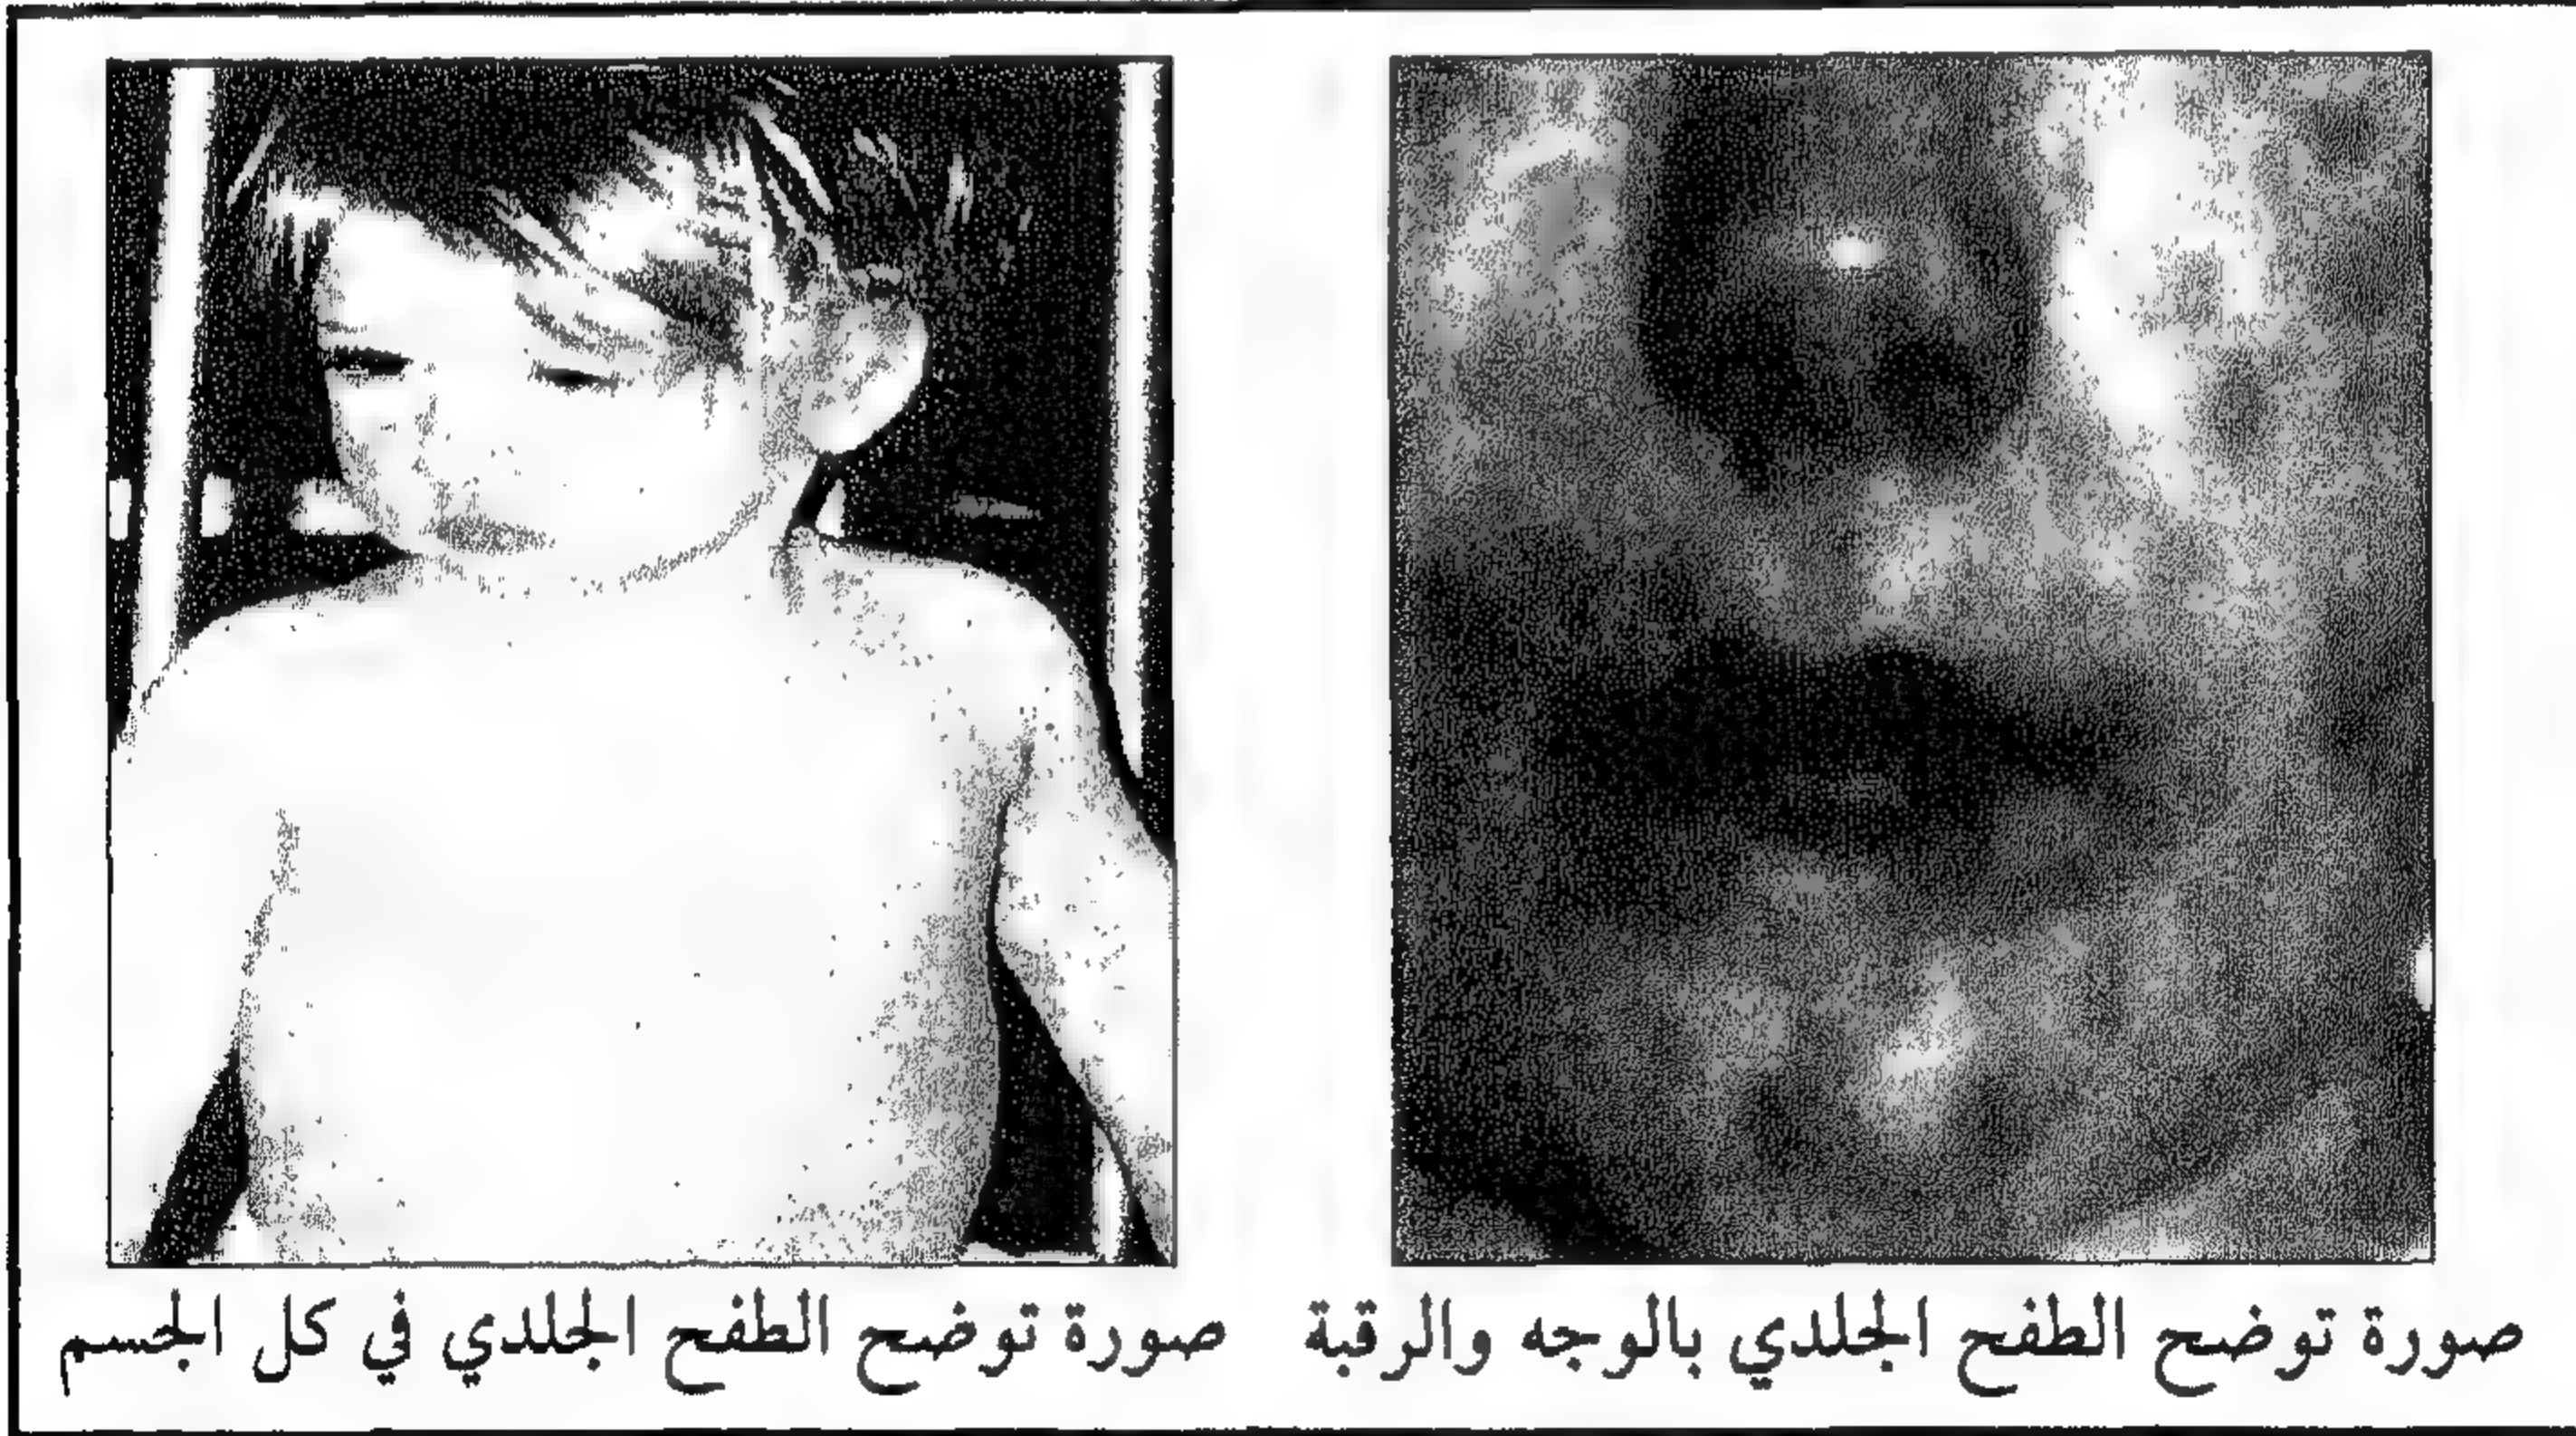 صورة توضح الطفح الجلدي بالوجه والرقبة
صورة توضح الطفح الجلدي في كل الجسم